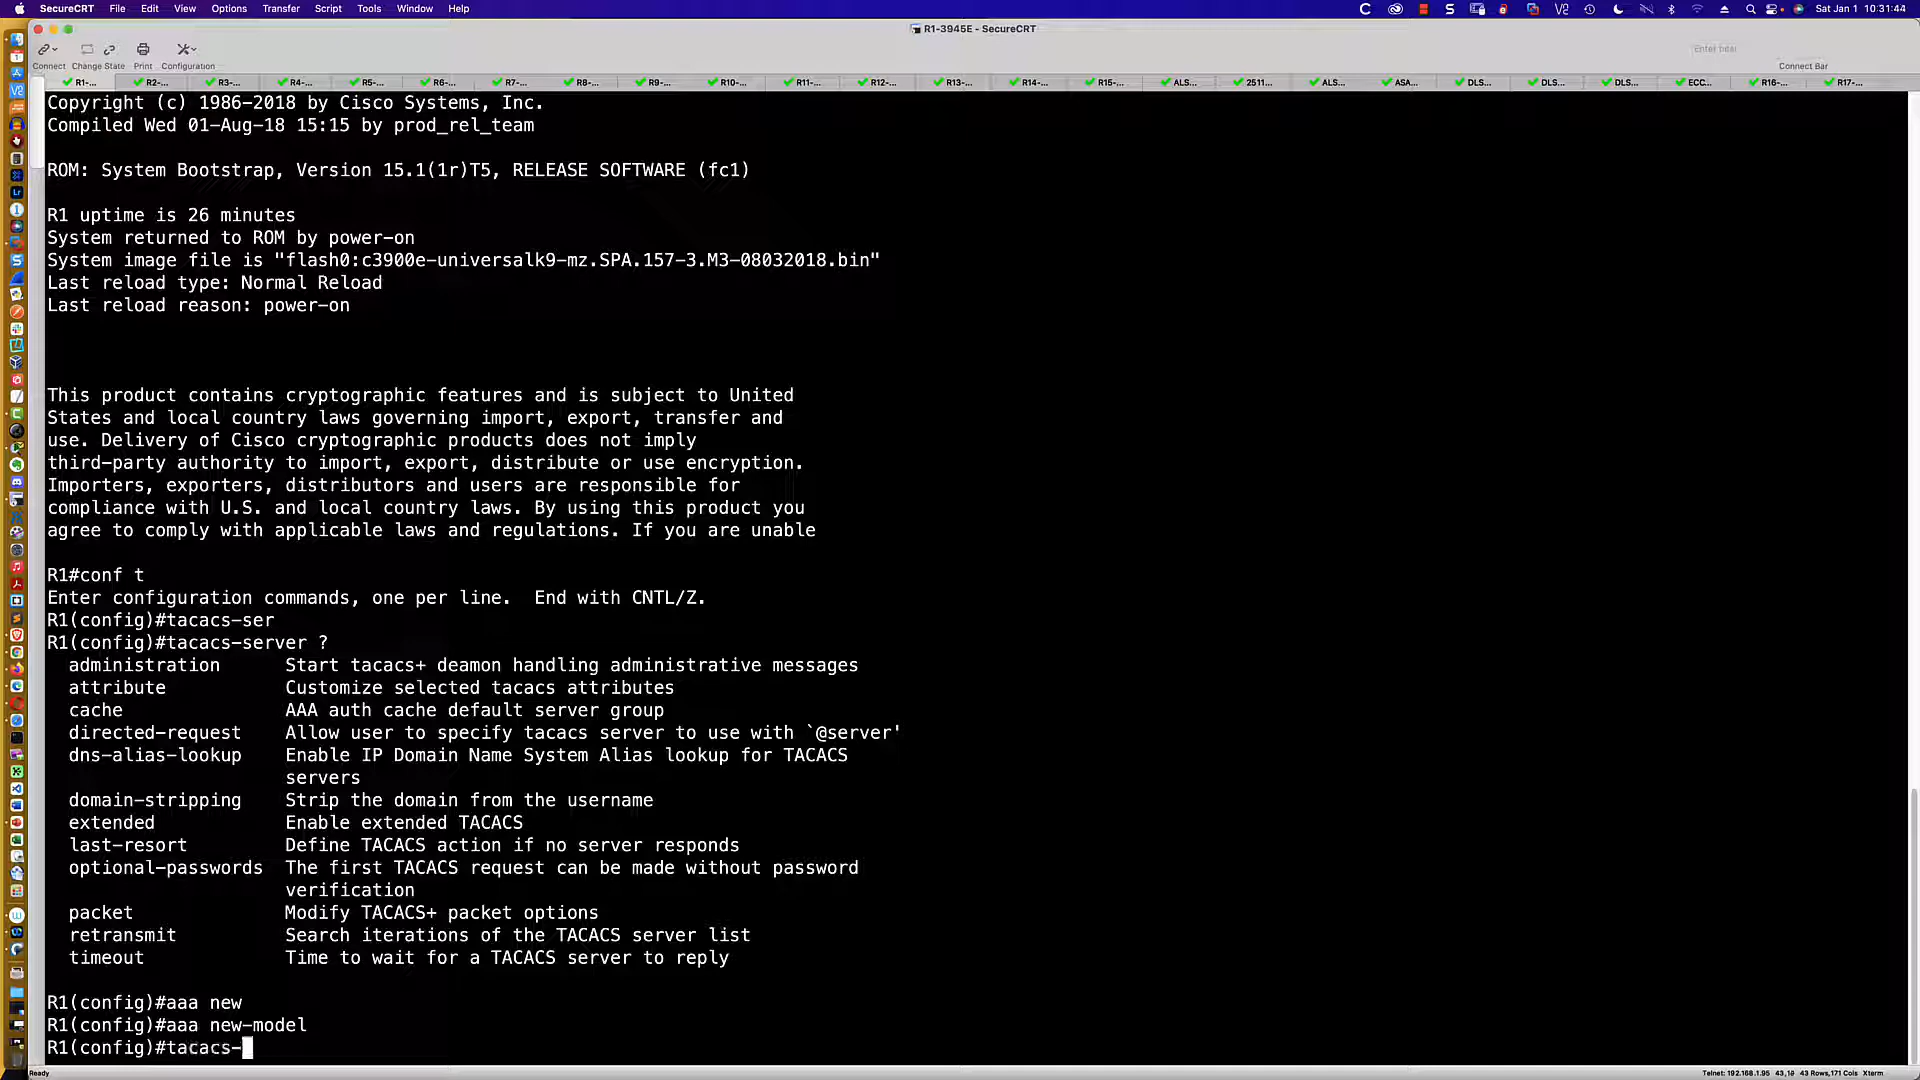 SecureCRT File Edit View Options Transfer Script Tools Window Help Sat Jan 1 10:31:44
R1-3945E - SecureCRT
Connect Change State Print Configuration Connect Bar
R1-... R2-... R3-... R4-... R5-... R6-... R7-... R8-... R9-... R10-... R11-... R12-... R13-... R14-... R15-... ALS... 2511... ALS... ASA... DLS... DLS... DLS... ECC... R16-... R17-...
Copyright (c) 1986-2018 by Cisco Systems, Inc.
Compiled Wed 01-Aug-18 15:15 by prod_rel_team
ROM: System Bootstrap, Version 15.1(1r)T5, RELEASE SOFTWARE (fc1)
R1 uptime is 26 minutes
System returned to ROM by power-on
System image file is "flash0:c3900e-universalk9-mz.SPA.157-3.M3-08032018.bin"
Last reload type: Normal Reload
Last reload reason: power-on
This product contains cryptographic features and is subject to United
States and local country laws governing import, export, transfer and
use. Delivery of Cisco cryptographic products does not imply
third-party authority to import, export, distribute or use encryption.
Importers, exporters, distributors and users are responsible for
compliance with U.S. and local country laws. By using this product you
agree to comply with applicable laws and regulations. If you are unable
R1#conf t
Enter configuration commands, one per line.  End with CNTL/Z.
R1(config)#tacacs-ser
R1(config)#tacacs-server ?
administration Start tacacs+ deamon handling administrative messages
attribute Customize selected tacacs attributes
cache AAA auth cache default server group
directed-request Allow user to specify tacacs server to use with `@server'
dns-alias-lookup Enable IP Domain Name System Alias lookup for TACACS
servers
domain-stripping Strip the domain from the username
extended Enable extended TACACS
last-resort Define TACACS action if no server responds
optional-passwords The first TACACS request can be made without password
verification
packet Modify TACACS+ packet options
retransmit Search iterations of the TACACS server list
timeout Time to wait for a TACACS server to reply
R1(config)#aaa new
R1(config)#aaa new-model
R1(config)#tacacs-
Ready Telnet: 192.168.1.95 43,19 43 Rows,171 Cols Xterm